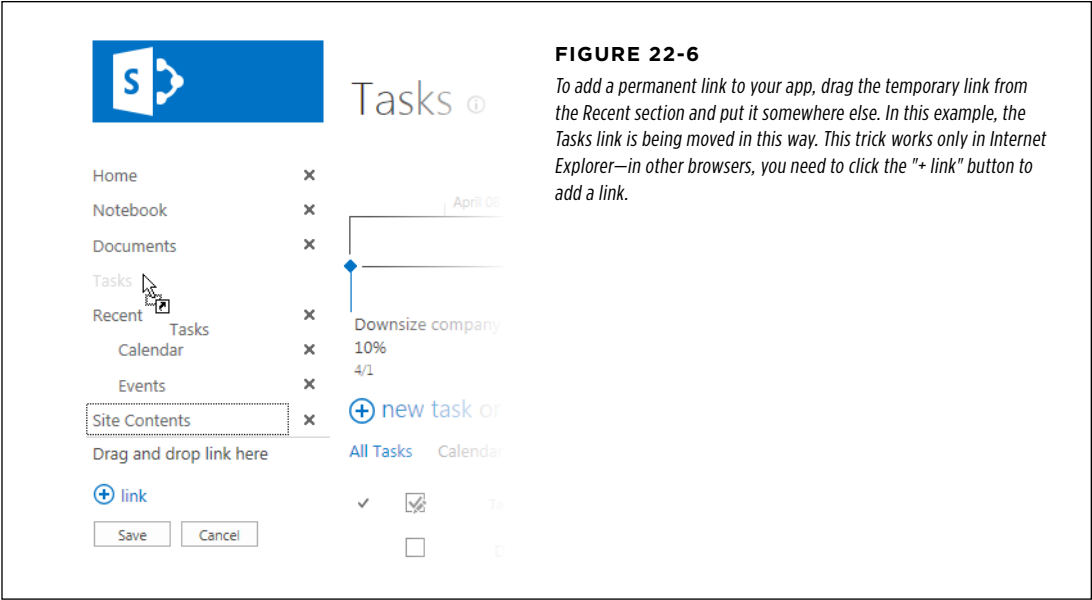 S
Tasks
Home
Notebook
Documents
Tasks
Recent
Tasks
Calendar
Events
Site Contents
Drag and drop link here
link
Save
Cancel
April 08
Downsize company
10%
4/1
new task or
All Tasks
Calendar
FIGURE 22-6
To add a permanent link to your app, drag the temporary link from
the Recent section and put it somewhere else. In this example, the
Tasks link is being moved in this way. This trick works only in Internet
Explorer—in other browsers, you need to click the "+ link" button to
add a link.